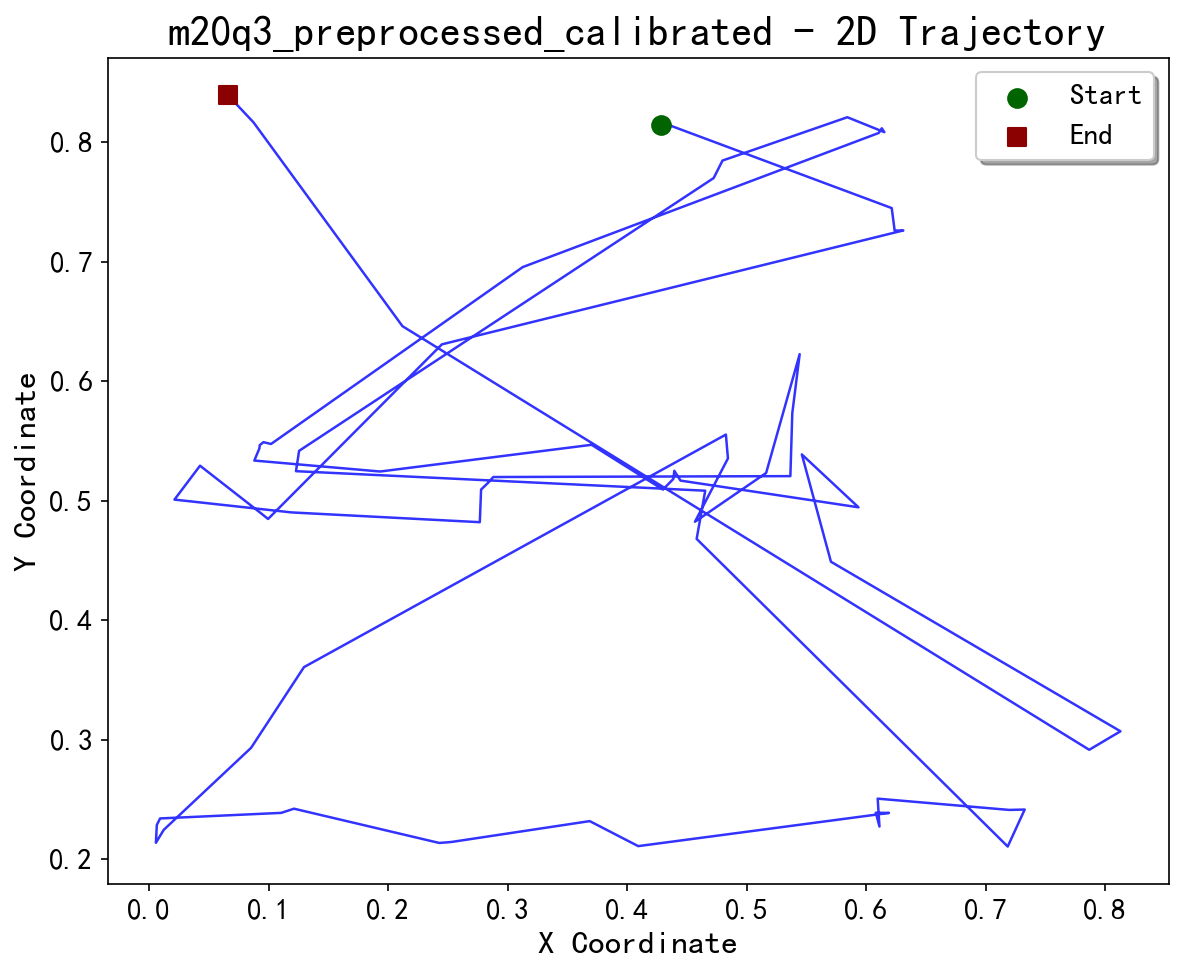 m20q3_preprocessed_calibrated - 2D Trajectory
Start
End
Y Coordinate
0.8
0.7
0.6
0.5
0.4
0.3
0.2
0.0 0.1 0.2 0.3 0.4 0.5 0.6 0.7 0.8
X Coordinate